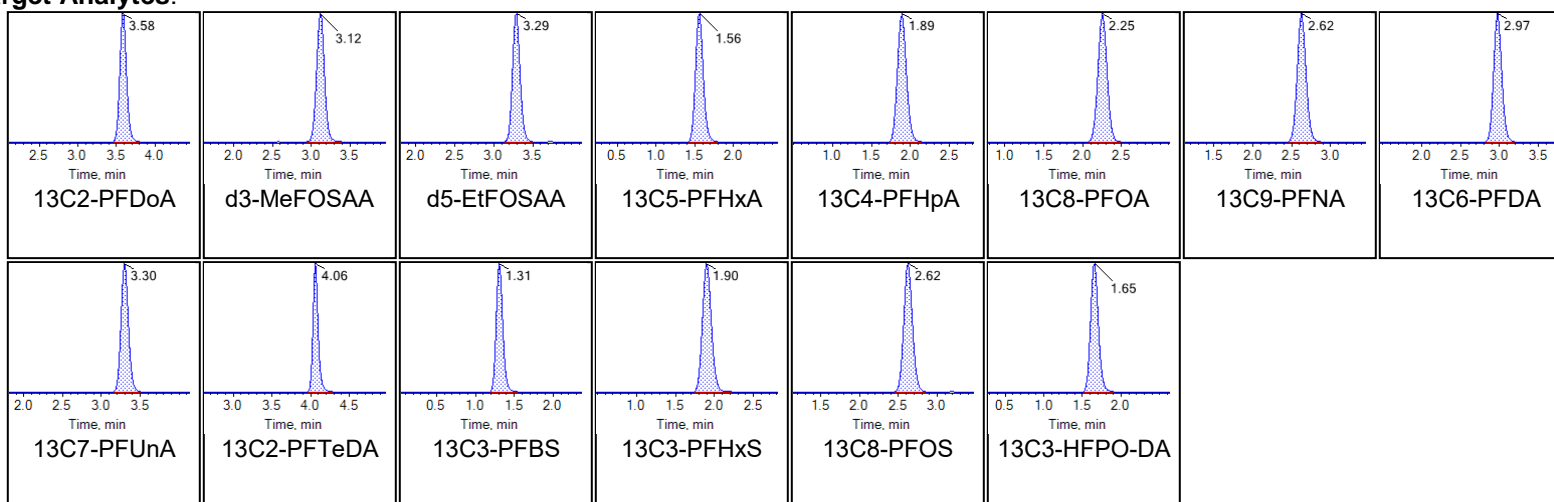 arget Analytes:
3.58
2.5 3.0 3.5 4.0
Time, min
13C2-PFDoA
3.12
2.0 2.5 3.0 3.5
Time, min
d3-MeFOSAA
3.29
2.0 2.5 3.0 3.5
Time, min
d5-EtFOSAA
1.56
0.5 1.0 1.5 2.0
Time, min
13C5-PFHxA
1.89
1.0 1.5 2.0 2.5
Time, min
13C4-PFHpA
2.25
1.0 1.5 2.0 2.5
Time, min
13C8-PFOA
2.62
1.5 2.0 2.5 3.0
Time, min
13C9-PFNA
2.97
2.0 2.5 3.0 3.5
Time, min
13C6-PFDA
3.30
2.0 2.5 3.0 3.5
Time, min
13C7-PFUnA
4.06
3.0 3.5 4.0 4.5
Time, min
13C2-PFTeDA
1.31
0.5 1.0 1.5 2.0
Time, min
13C3-PFBS
1.90
1.0 1.5 2.0 2.5
Time, min
13C3-PFHxS
2.62
1.5 2.0 2.5 3.0
Time, min
13C8-PFOS
1.65
0.5 1.0 1.5 2.0
Time, min
13C3-HFPO-DA